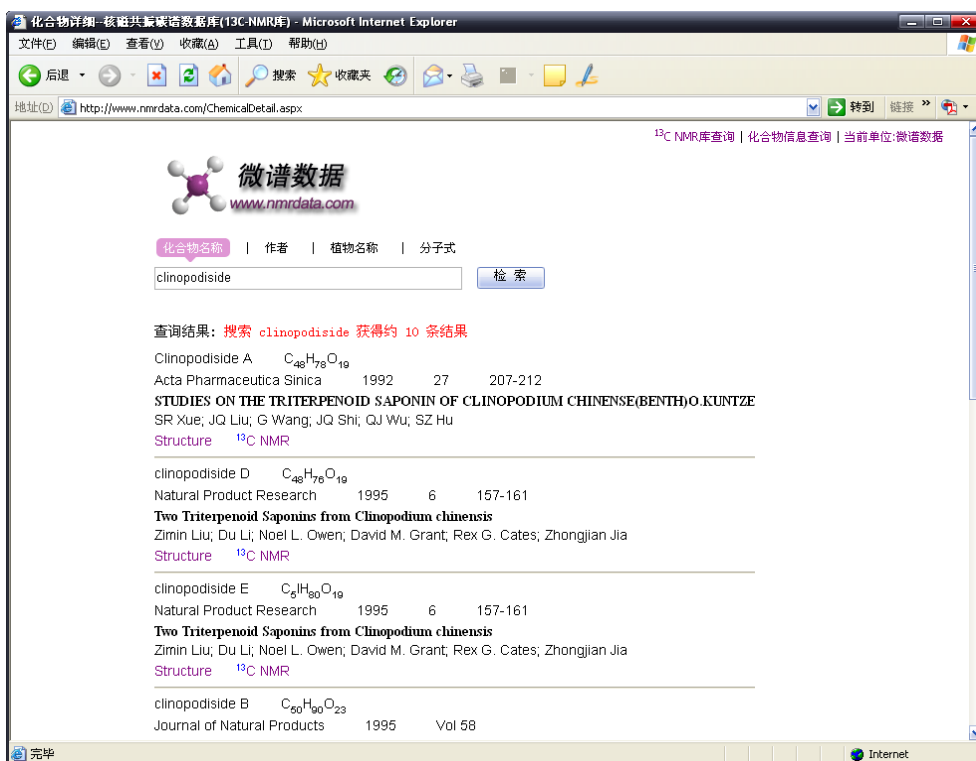 化合物详细--核磁共振碳谱数据库(13C-NMR库) - Microsoft Internet Explorer
文件(F) 编辑(E) 查看(V) 收藏(A) 工具(T) 帮助(H)
后退 搜索 收藏夹
地址(D) http://www.nmrdata.com/ChemicalDetail.aspx 转到 链接 »
13C NMR库查询 | 化合物信息查询 | 当前单位:微谱数据
微谱数据
www.nmrdata.com
化合物名称 | 作者 | 植物名称 | 分子式
clinopodiside 检 索
查询结果: 搜索 clinopodiside 获得约 10 条结果
Clinopodiside A C48H78O19
Acta Pharmaceutica Sinica 1992 27 207-212
STUDIES ON THE TRITERPENOID SAPONIN OF CLINOPODIUM CHINENSE(BENTH)O.KUNTZE
SR Xue; JQ Liu; G Wang; JQ Shi; QJ Wu; SZ Hu
Structure 13C NMR
clinopodiside D C48H76O19
Natural Product Research 1995 6 157-161
Two Triterpenoid Saponins from Clinopodium chinensis
Zimin Liu; Du Li; Noel L. Owen; David M. Grant; Rex G. Cates; Zhongjian Jia
Structure 13C NMR
clinopodiside E C5IH80O19
Natural Product Research 1995 6 157-161
Two Triterpenoid Saponins from Clinopodium chinensis
Zimin Liu; Du Li; Noel L. Owen; David M. Grant; Rex G. Cates; Zhongjian Jia
Structure 13C NMR
clinopodiside B C50H90O23
Journal of Natural Products 1995 Vol 58
完毕 Internet